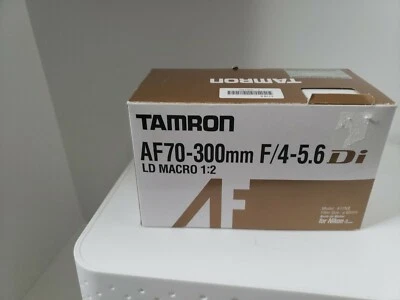 TAMRON
TAMRON
AF70-300mm F/4-5.6 Di
LD MACRO 1:2
AF
for Nikon